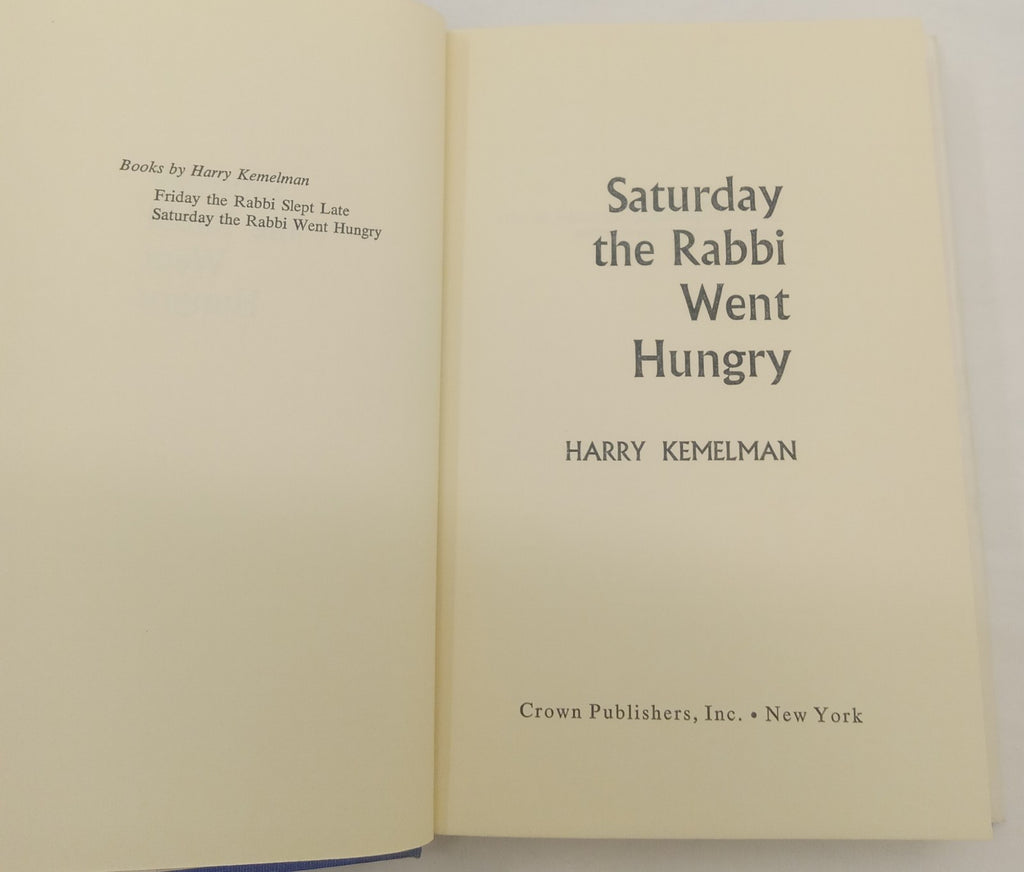 Books by Harry Kemelman
Friday the Rabbi Slept Late
Saturday the Rabbi Went Hungry
Saturday
the Rabbi
Went
Hungry
HARRY KEMELMAN
Crown Publishers, Inc. • New York